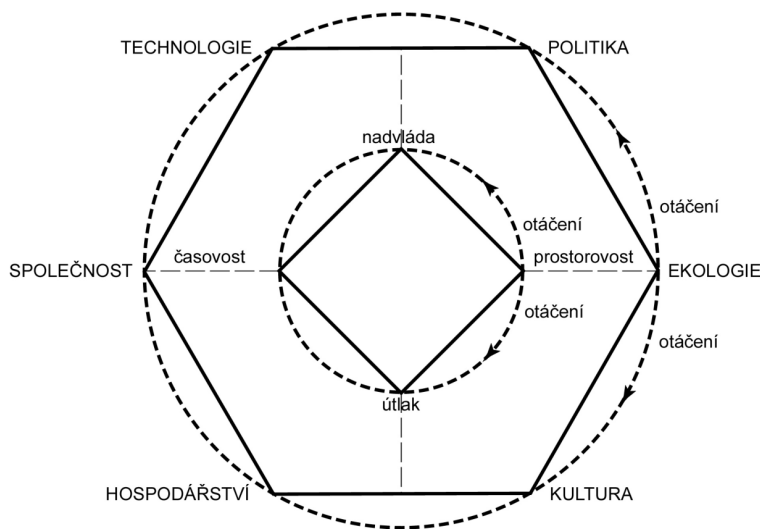 TECHNOLOGIE
POLITIKA
nadvláda
otáčení
otáčení
časovost
prostorovost
SPOLEČNOST
EKOLOGIE
otáčení
otáčení
útlak
HOSPODÁŘSTVÍ
KULTURA